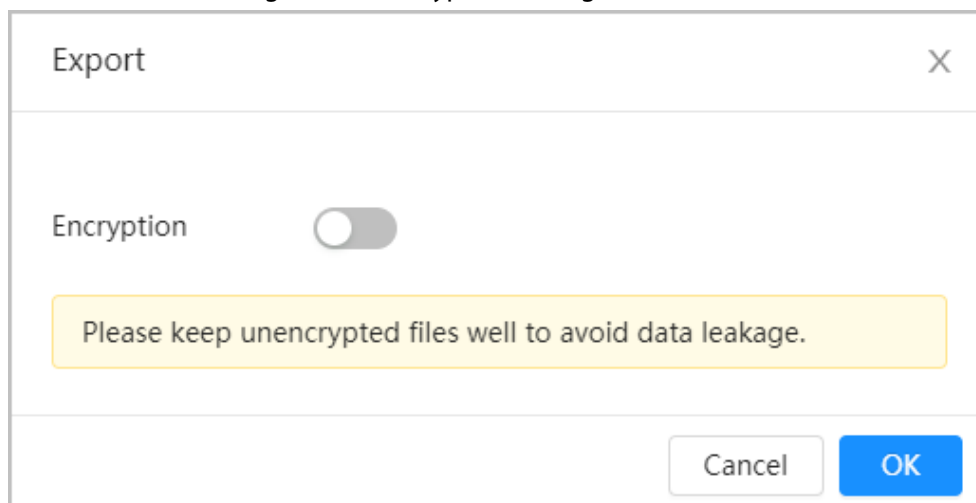 Export
X
Encryption
Please keep unencrypted files well to avoid data leakage.
Cancel OK